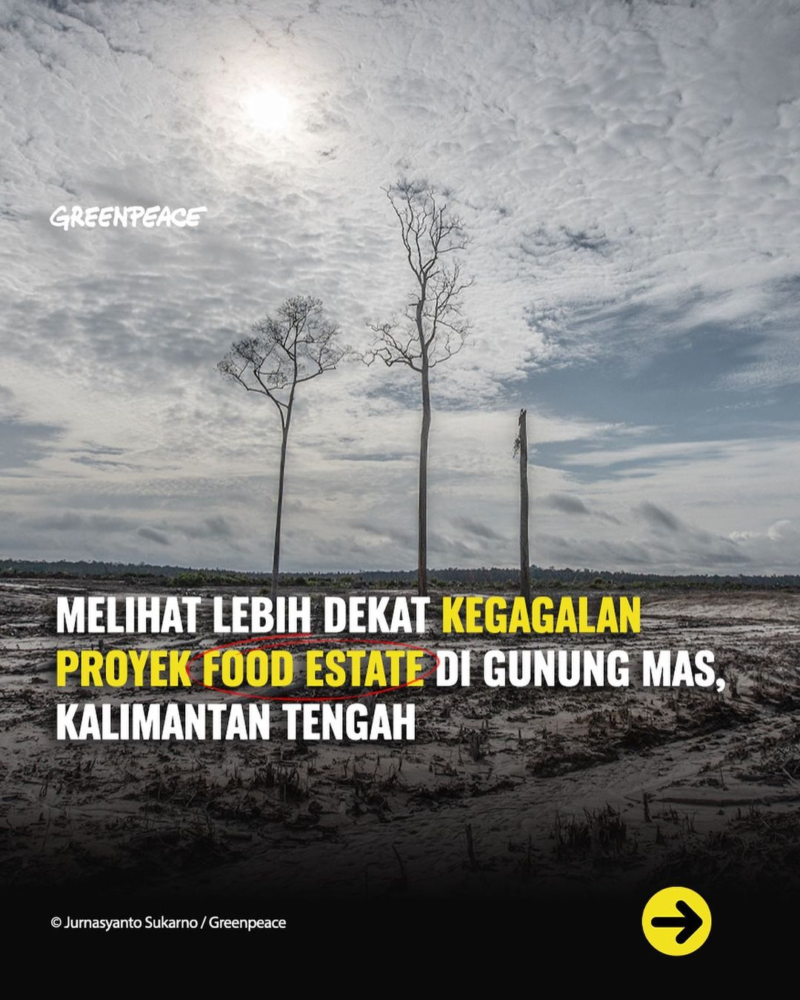 GREENPEACE
MELIHAT LEBIH DEKAT KEGAGALAN
PROYEK FOOD ESTATE DI GUNUNG MAS,
KALIMANTAN TENGAH
© Jurnasyanto Sukarno / Greenpeace